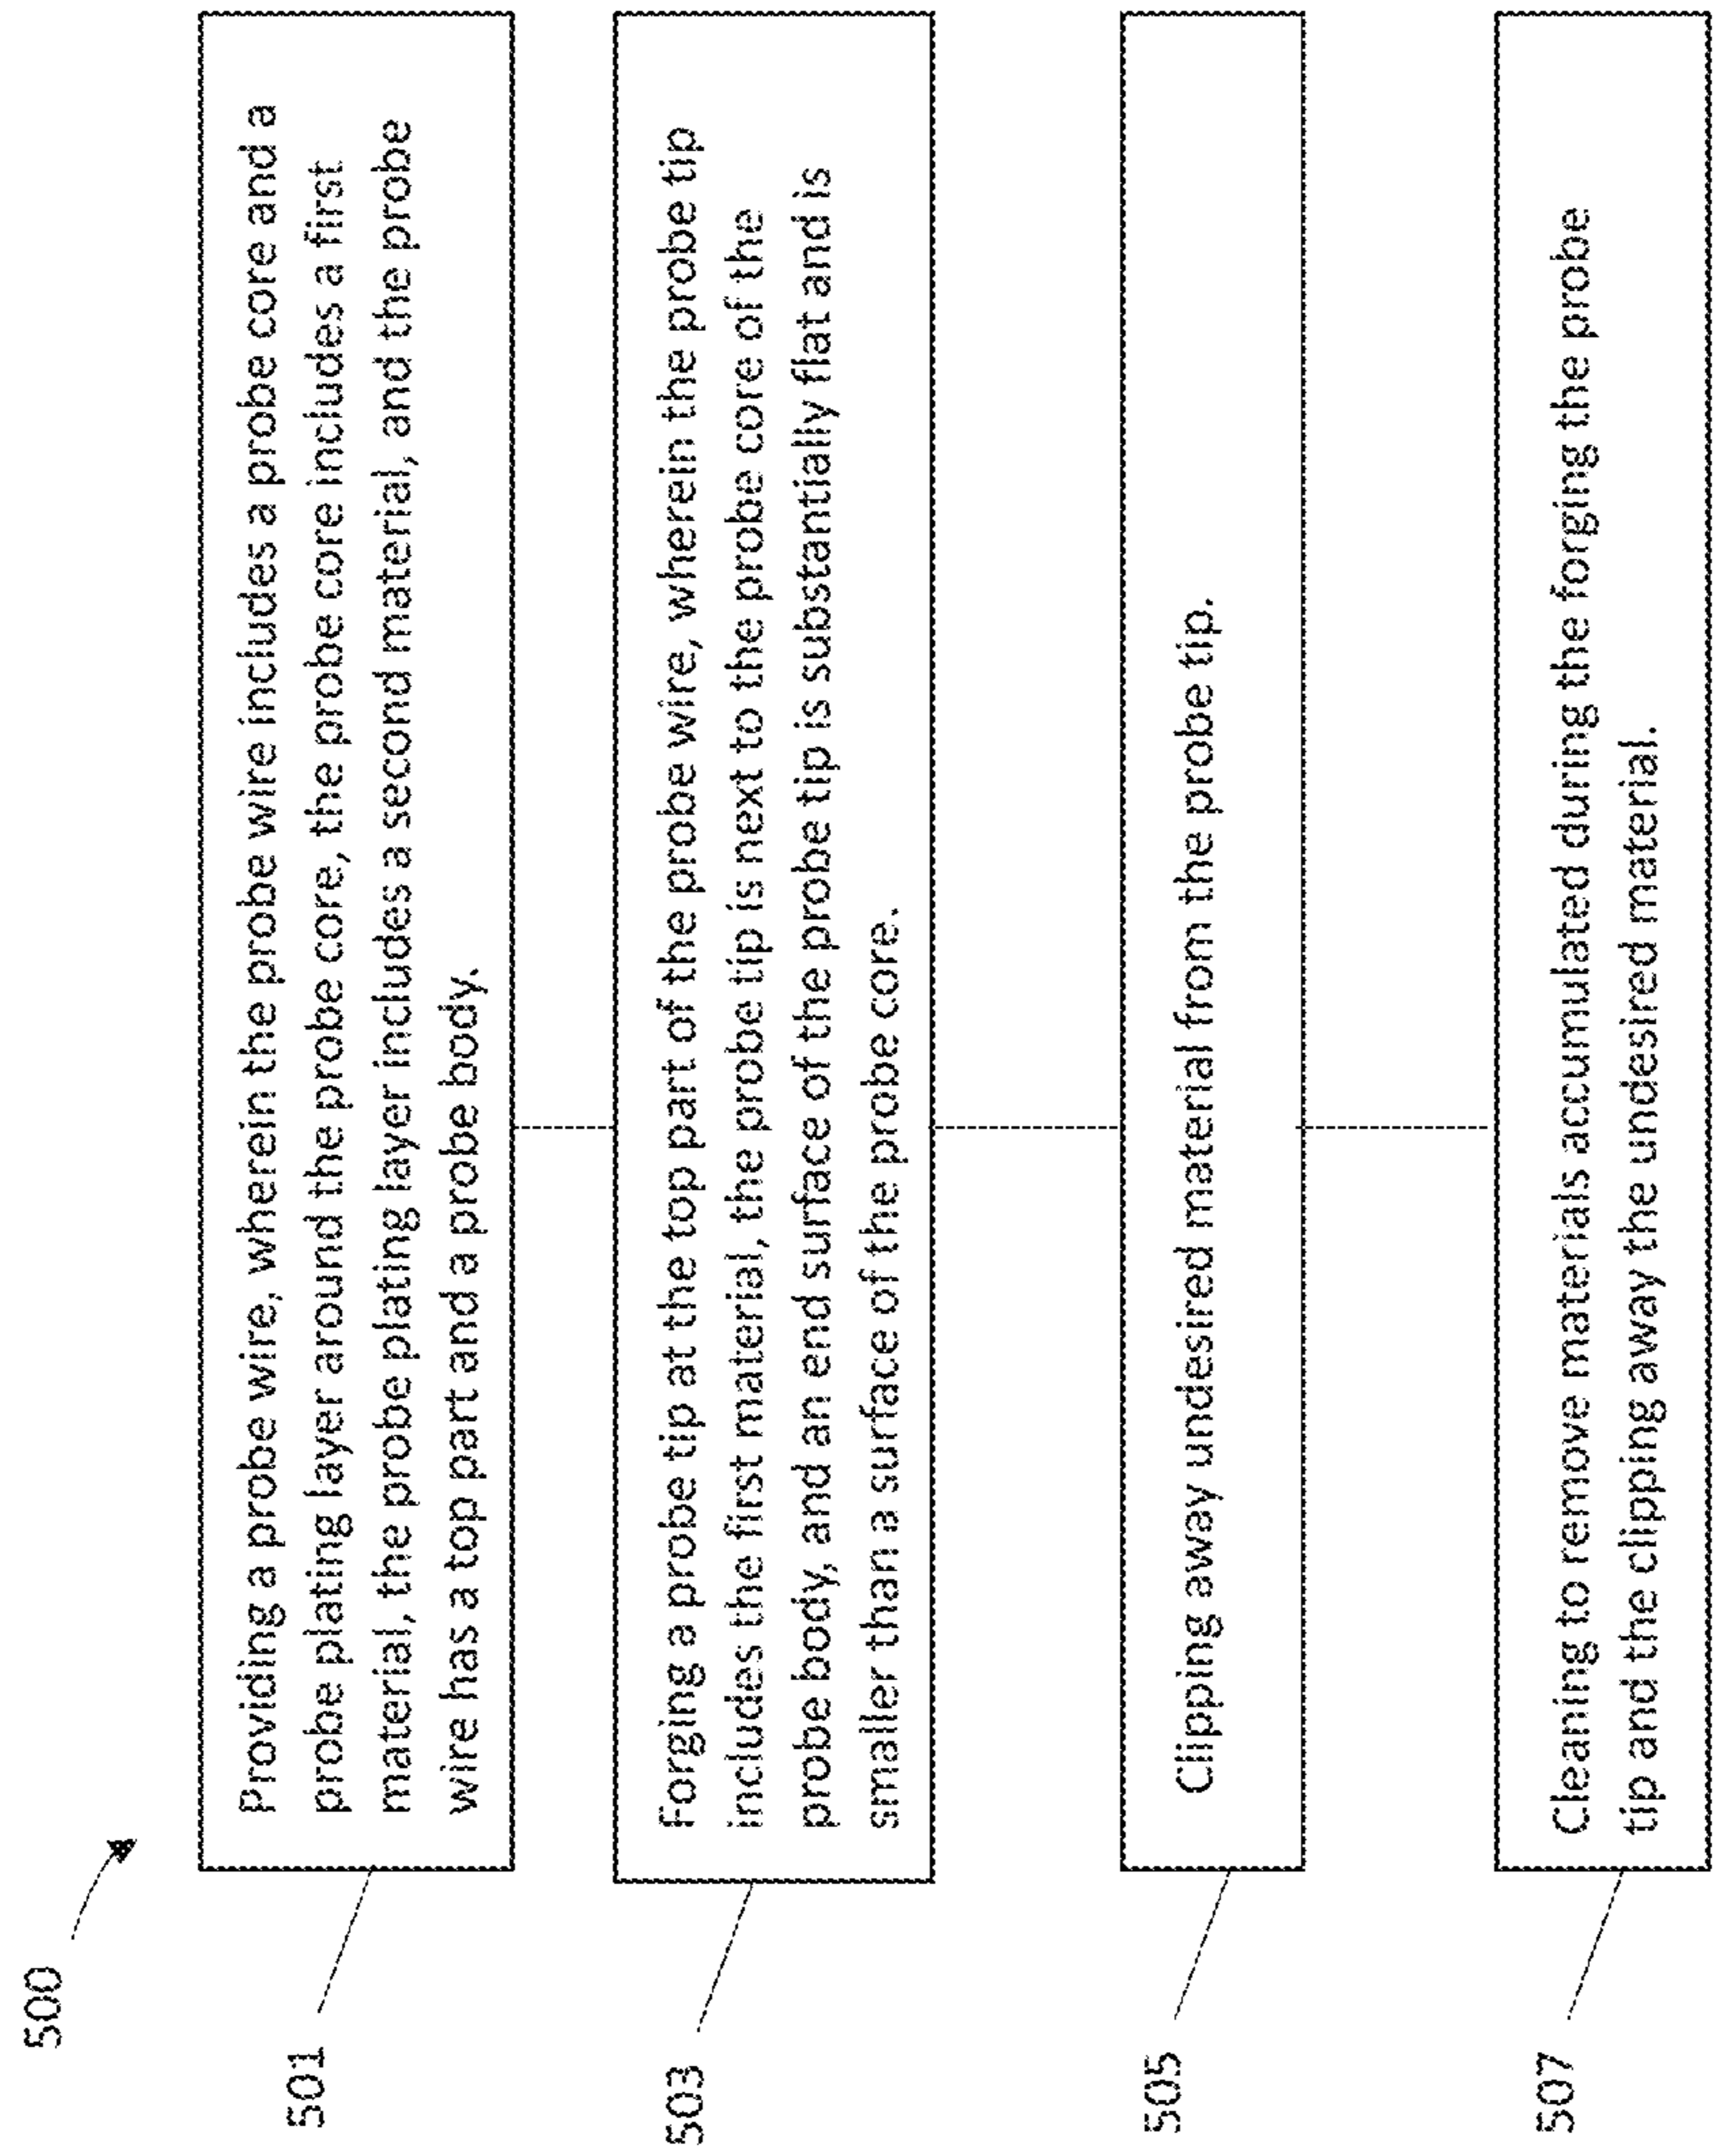 500
501
Providing a probe wire, wherein the probe wire includes a probe core and a
probe plating layer around the probe core, the probe core includes a first
material, the probe plating layer includes a second material, and the probe
wire has a top part and a probe body.
503
Forging a probe tip at the top part of the probe wire, wherein the probe tip
includes the first material, the probe tip is next to the probe core of the
probe body, and an end surface of the probe tip is substantially flat and is
smaller than a surface of the probe core.
505
Clipping away undesired material from the probe tip.
507
Cleaning to remove materials accumulated during the forging the probe
tip and the clipping away the undesired material.